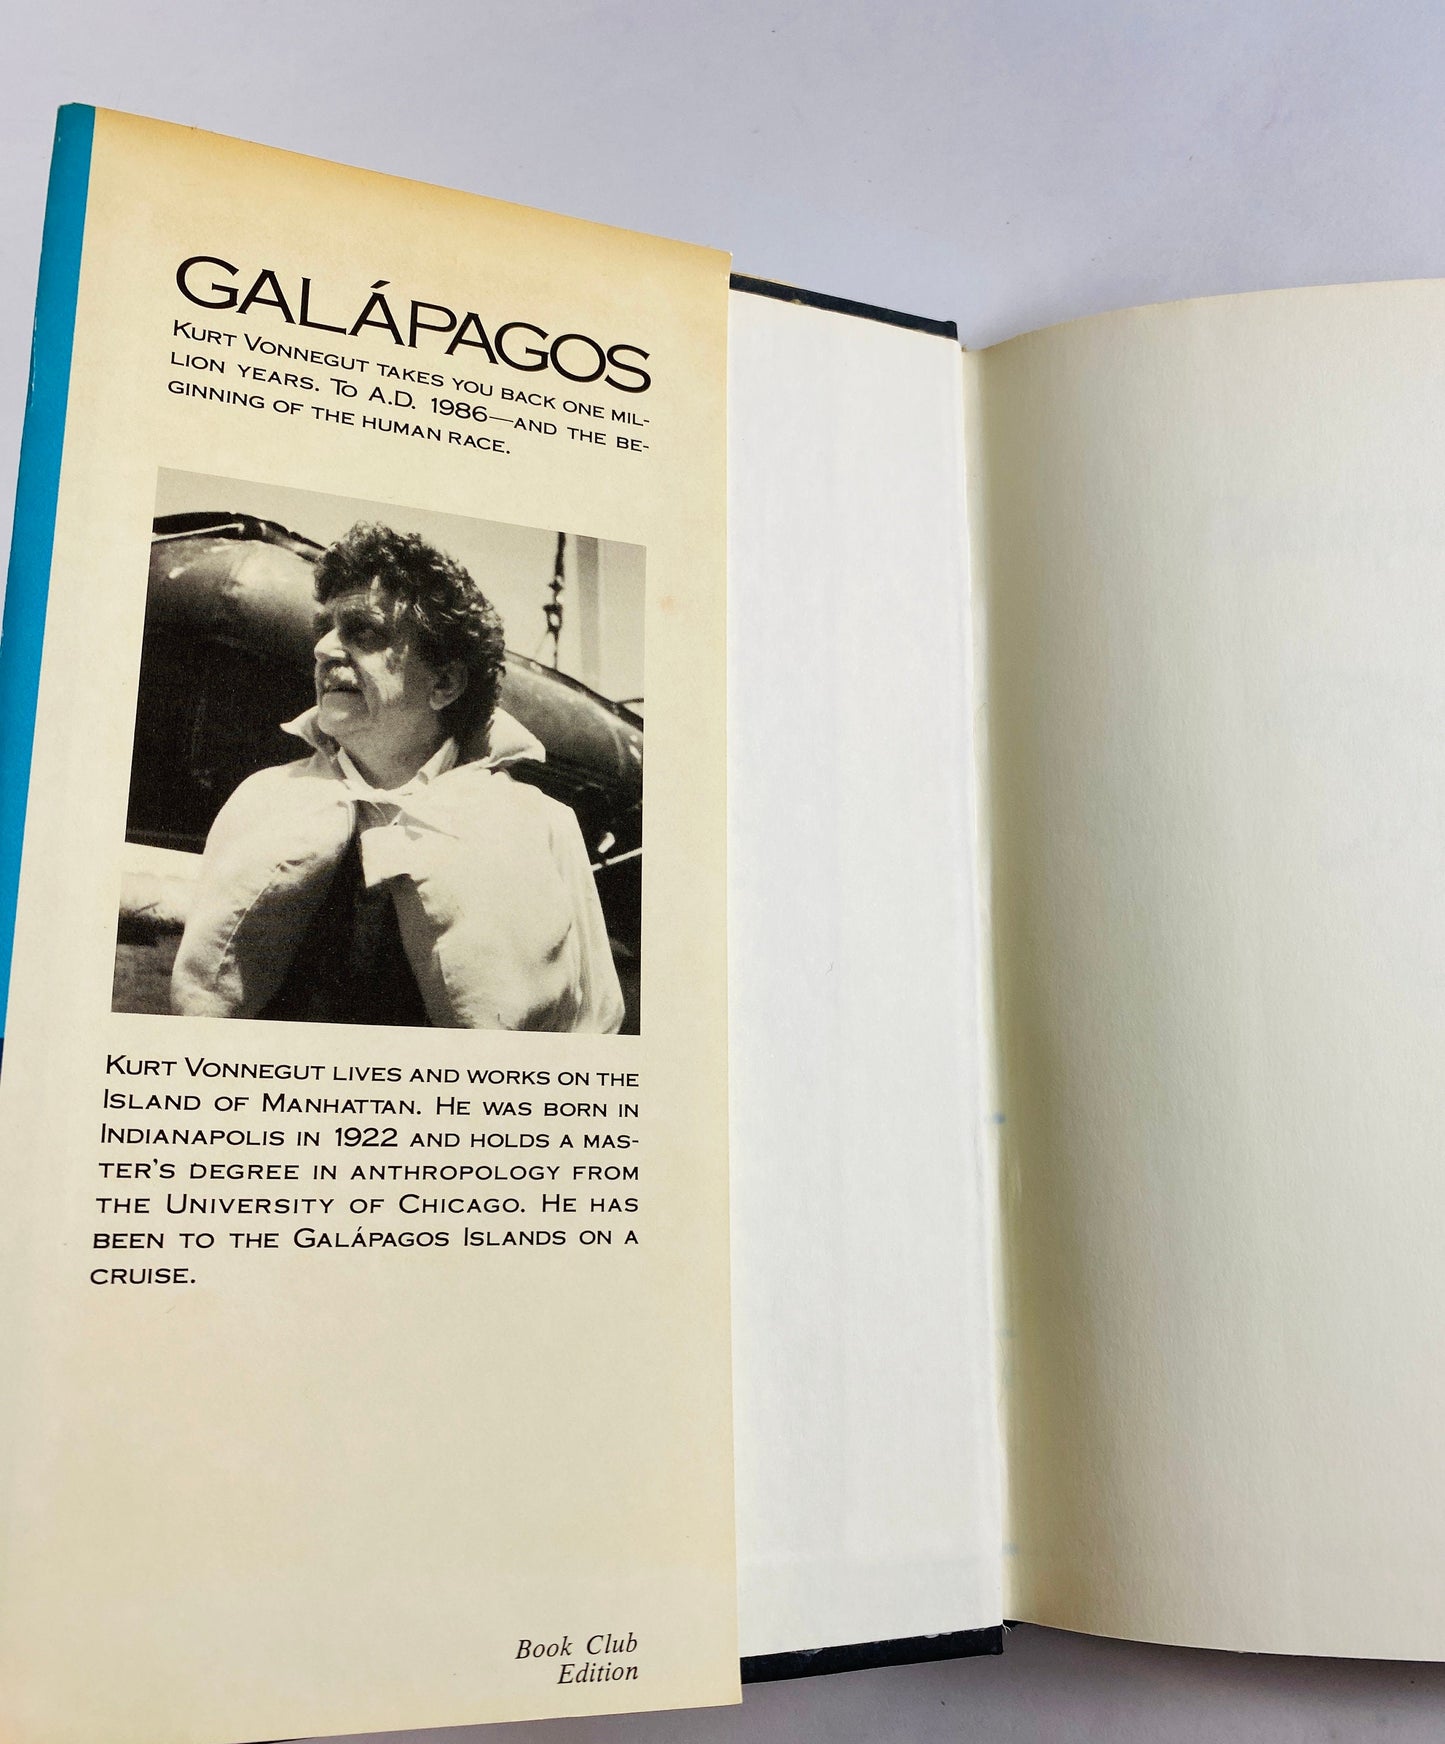 GALÁPAGOS
KURT VONNEGUT TAKES YOU BACK ONE MIL-
LION YEARS. TO A.D. 1986—AND THE BE-
GINNING OF THE HUMAN RACE.
KURT VONNEGUT LIVES AND WORKS ON THE
ISLAND OF MANHATTAN. HE WAS BORN IN
INDIANAPOLIS IN 1922 AND HOLDS A MAS-
TER'S DEGREE IN ANTHROPOLOGY FROM
THE UNIVERSITY OF CHICAGO. HE HAS
BEEN TO THE GALÁPAGOS ISLANDS ON A
CRUISE.
Book Club
Edition